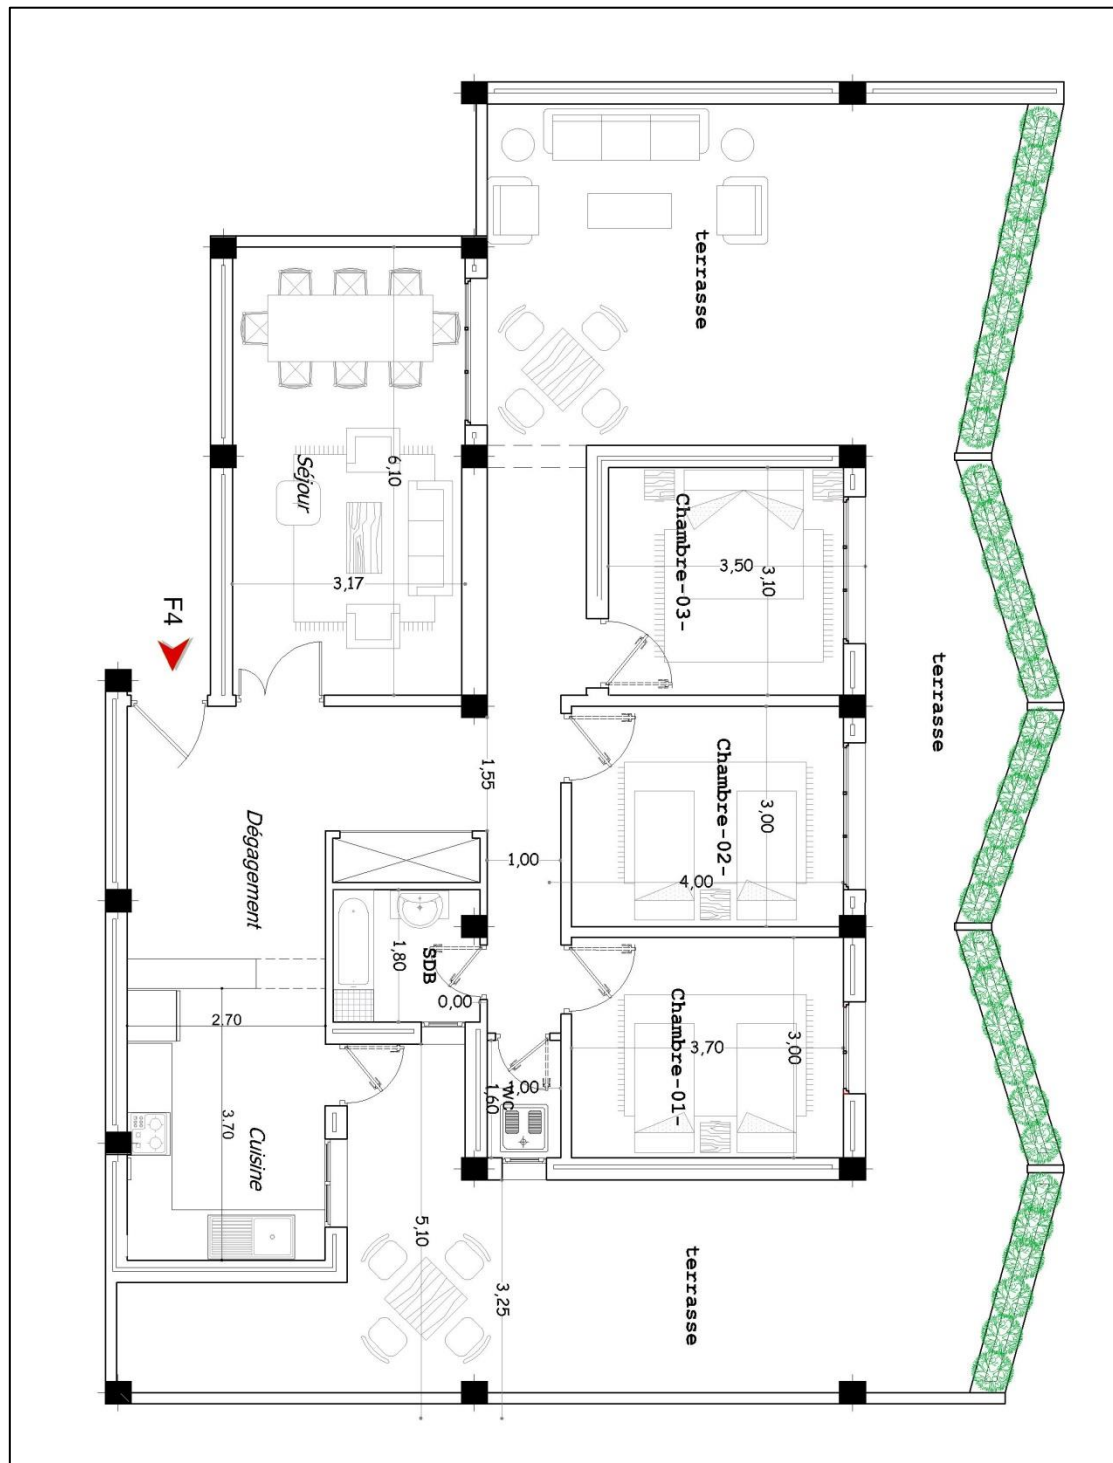 terrasse
Séjour
6,10
3,17
Chambre-03-
3,50
3,10
F4
terrasse
1,55
Chambre-02-
3,00
4,00
Dégagement
1,00
SDB
1,80
0,00
Chambre-01-
3,70
3,00
2,70
WC
1,00
1,60
3,70
Cuisine
5,10
3,25
terrasse